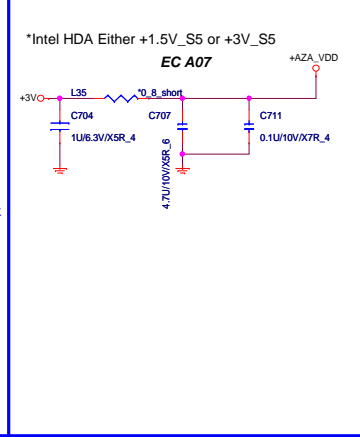 *Intel HDA Either +1.5V_S5 or +3V_S5
EC A07
+AZA_VDD
+3V
L35
*0_8_short
C704
1U/6.3V/X5R_4
C707
4.7U/10V/X5R_6
C711
0.1U/10V/X7R_4